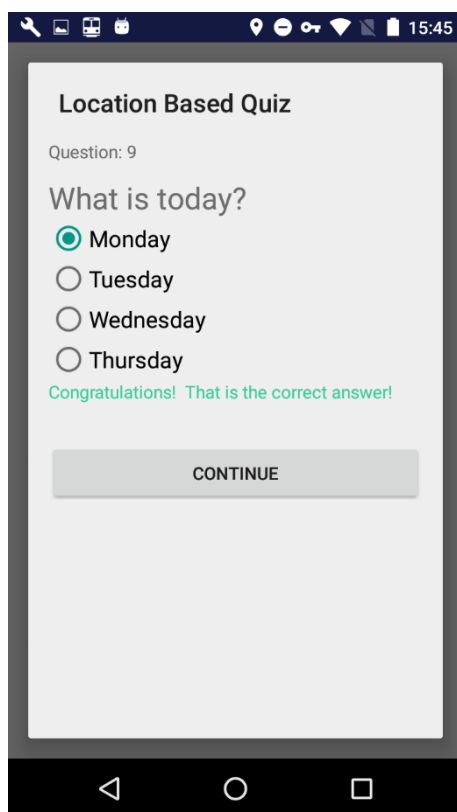 15:45
Location Based Quiz
Question: 9
What is today?
Monday
Tuesday
Wednesday
Thursday
Congratulations! That is the correct answer!
CONTINUE